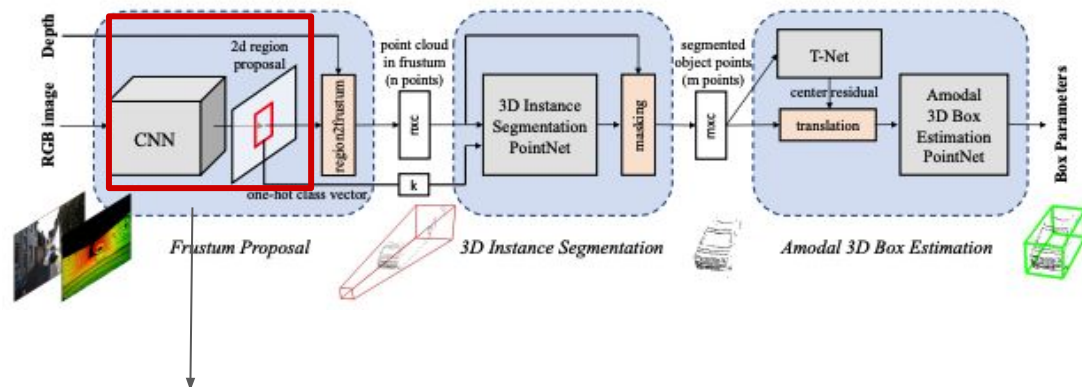 Depth
RGB image
CNN
2d region
proposal
region2frustum
one-hot class vector
Frustum Proposal
point cloud
in frustum
(n points)
nxc
k
3D Instance
Segmentation
PointNet
masking
3D Instance Segmentation
segmented
object points
(m points)
mxc
T-Net
center residual
translation
Amodal
3D Box
Estimation
PointNet
Amodal 3D Box Estimation
Box Parameters